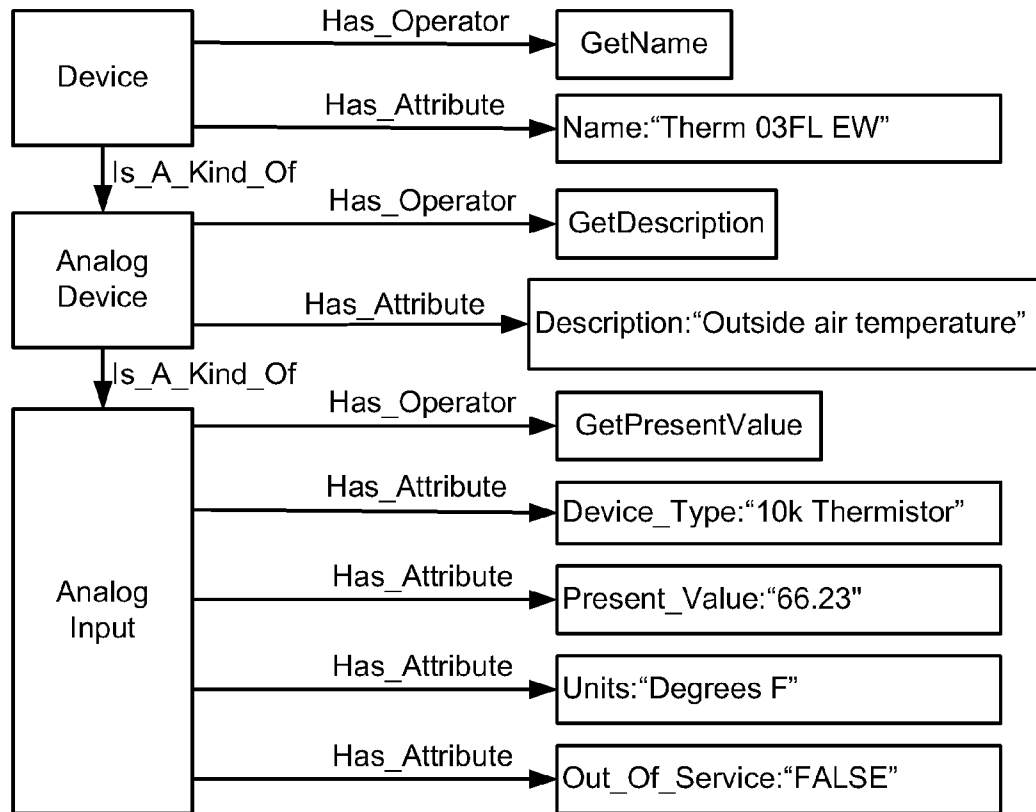 Has_Operator
GetName
Device
Has_Attribute
Name:“Therm 03FL EW”
Is_A_Kind_Of
Has_Operator
GetDescription
Analog
Device
Has_Attribute
Description:“Outside air temperature”
Is_A_Kind_Of
Has_Operator
GetPresentValue
Has_Attribute
Device_Type:“10k Thermistor”
Analog
Input
Has_Attribute
Present_Value:“66.23"
Has_Attribute
Units:“Degrees F”
Has_Attribute
Out_Of_Service:“FALSE”